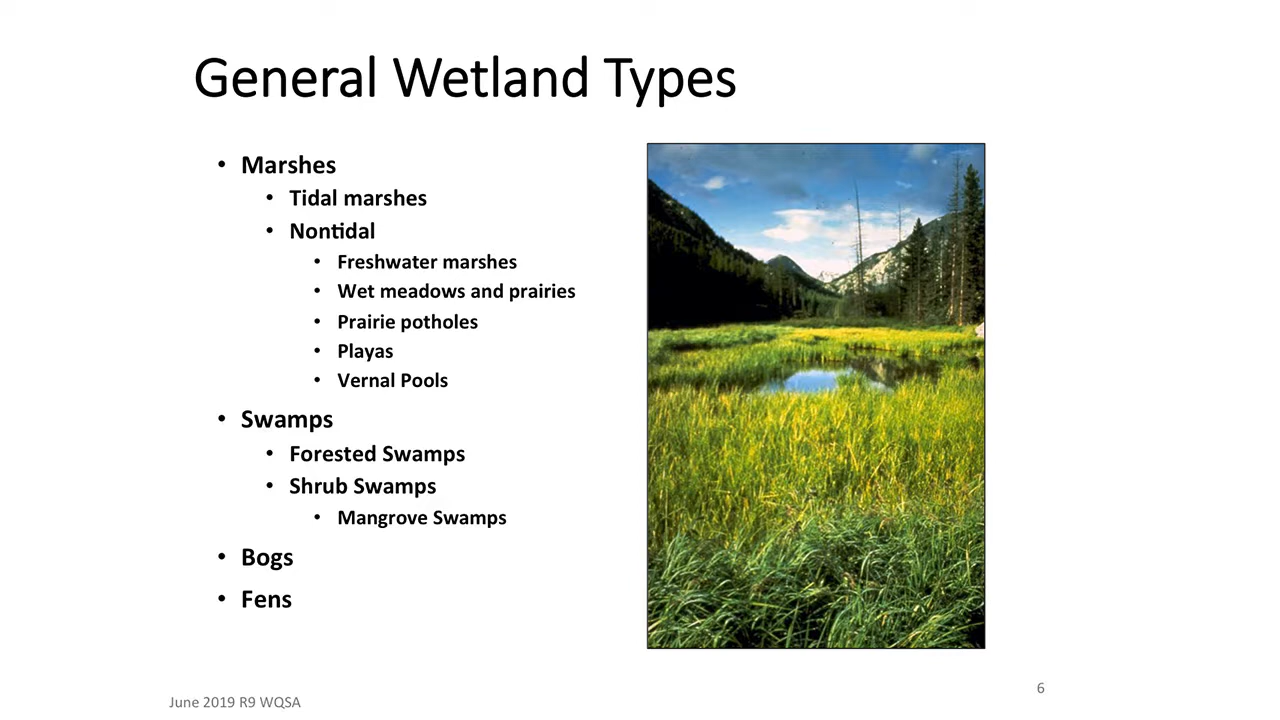 General Wetland Types
• Marshes
• Tidal marshes
• Nontidal
• Freshwater marshes
• Wet meadows and prairies
• Prairie potholes
• Playas
• Vernal Pools
• Swamps
• Forested Swamps
• Shrub Swamps
• Mangrove Swamps
• Bogs
• Fens
June 2019 R9 WQSA
6